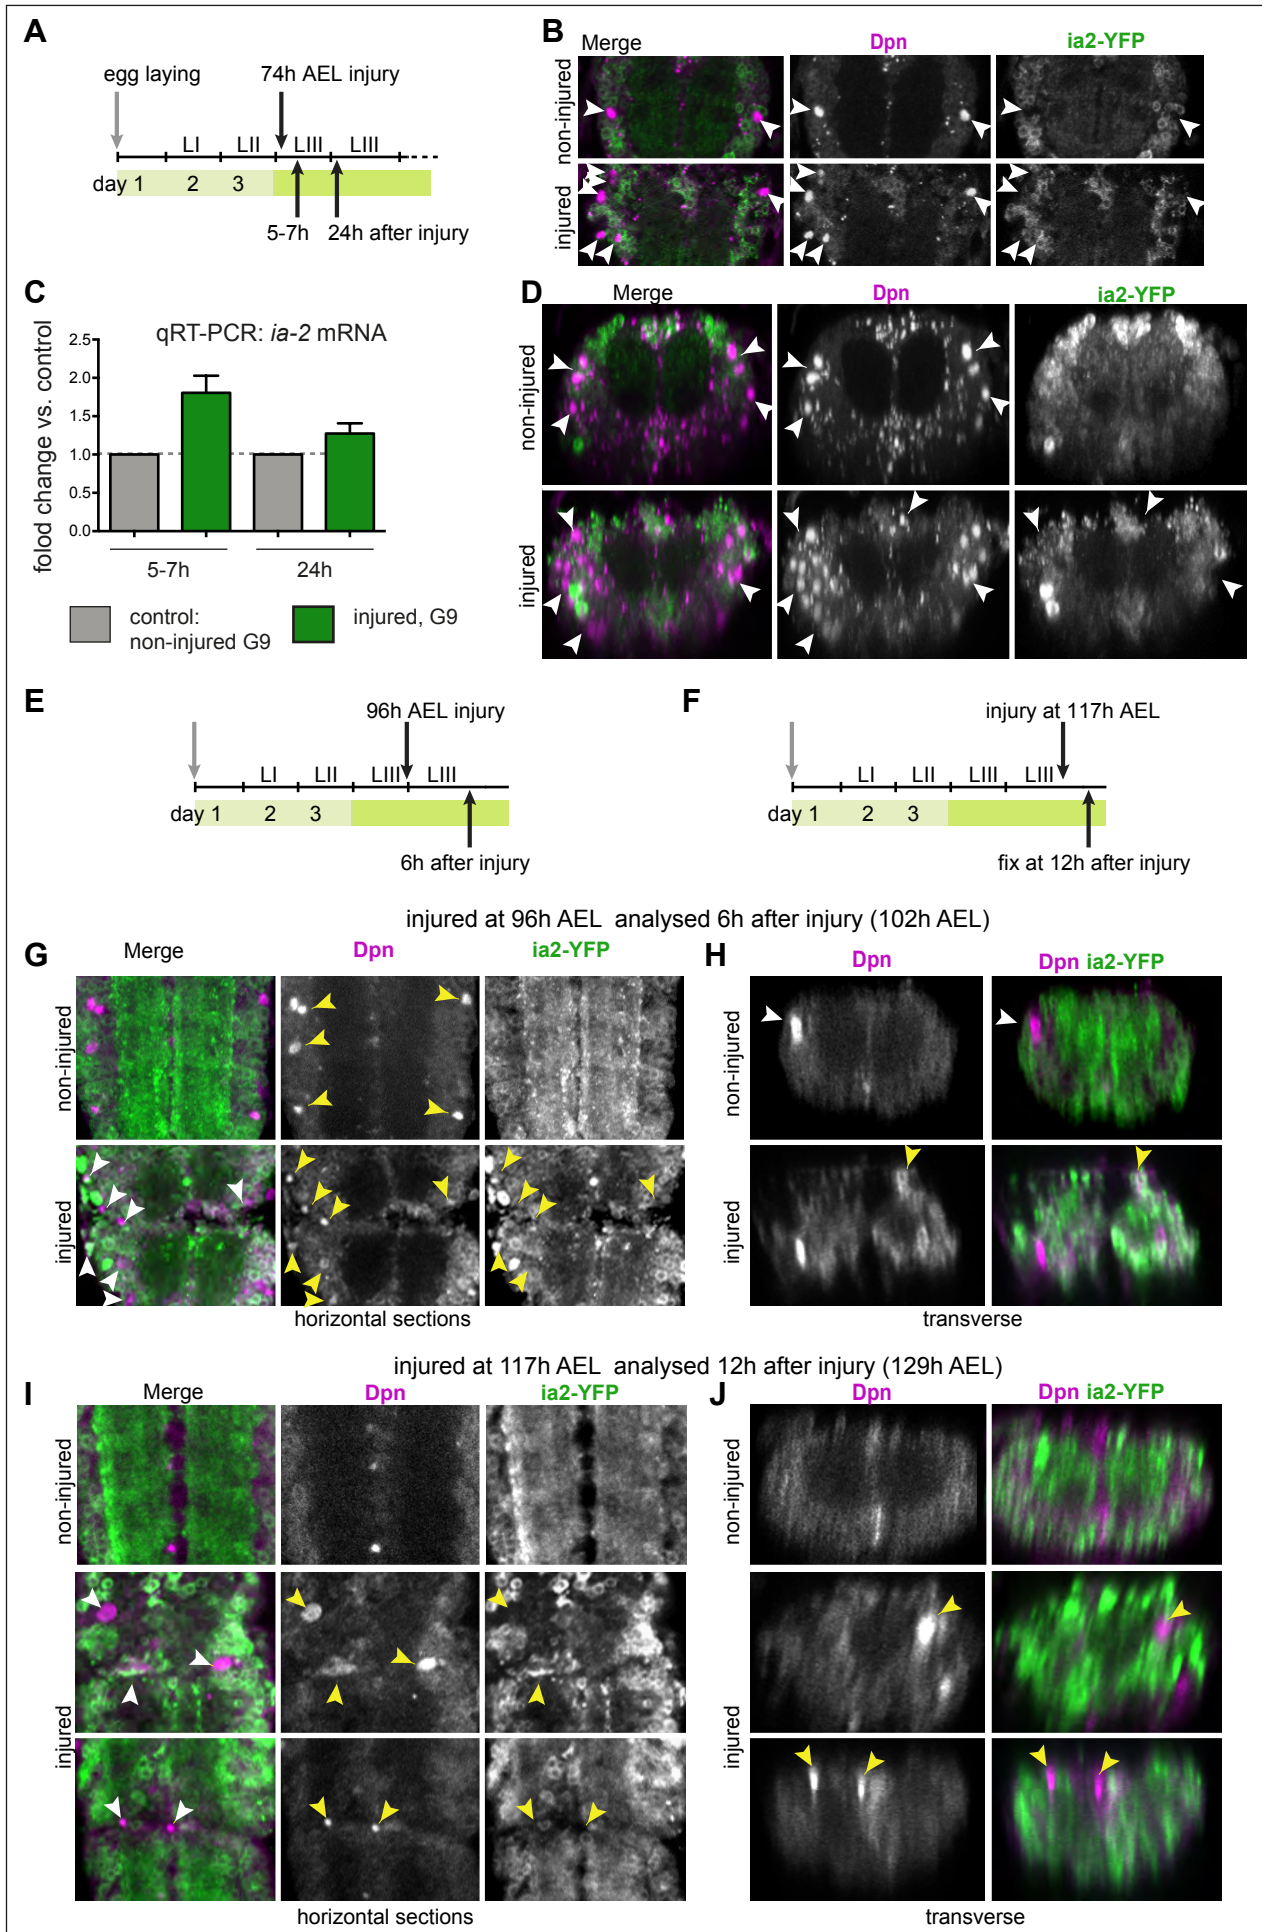 A
egg laying
74h AEL injury
LI
LII
LIII
LIII
day 1
2
3
5-7h
24h after injury
B
Merge
Dpn
ia2-YFP
non-injured
injured
C
qRT-PCR: ia-2 mRNA
folod change vs. control
2.5
2.0
1.5
1.0
0.5
0.0
5-7h
24h
control:
non-injured G9
injured, G9
D
Merge
Dpn
ia2-YFP
non-injured
injured
E
96h AEL injury
LI
LII
LIII
LIII
day 1
2
3
6h after injury
F
injury at 117h AEL
LI
LII
LIII
LIII
day 1
2
3
fix at 12h after injury
injured at 96h AEL  analysed 6h after injury (102h AEL)
G
Merge
Dpn
ia2-YFP
non-injured
injured
horizontal sections
H
Dpn
Dpn ia2-YFP
non-injured
injured
transverse
injured at 117h AEL  analysed 12h after injury (129h AEL)
I
Merge
Dpn
ia2-YFP
non-injured
injured
horizontal sections
J
Dpn
Dpn ia2-YFP
non-injured
injured
transverse